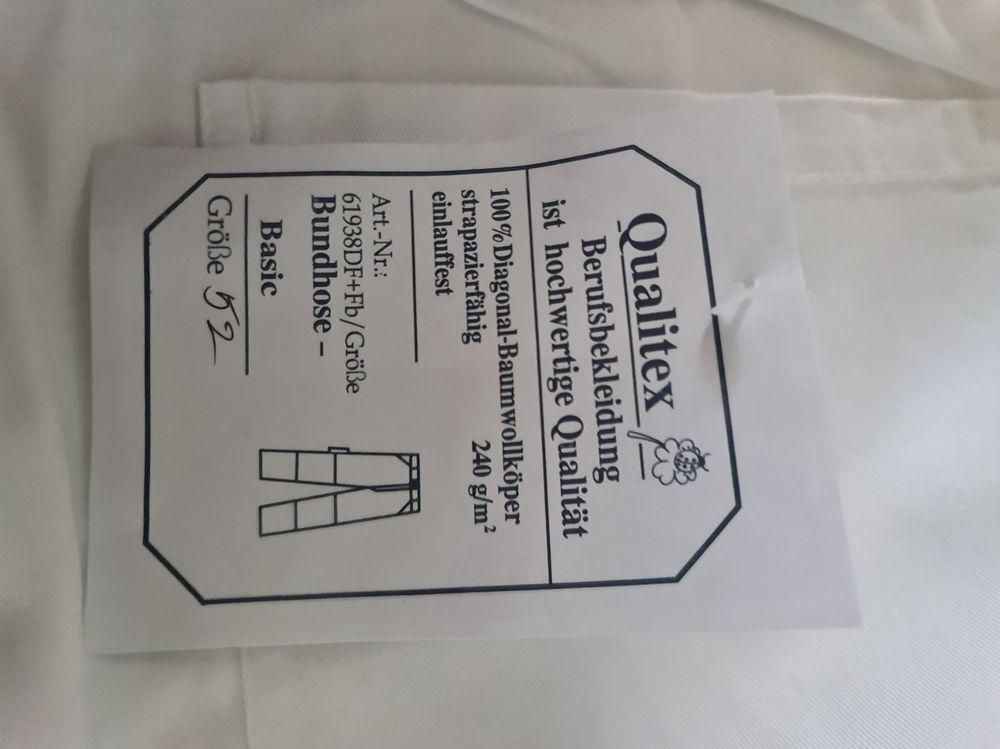 Qualitex
Berufsbekleidung
ist hochwertige Qualität
100%Diagonal-Baumwollköper
strapazierfähig 240 g/m²
einlauffest
Art.-Nr.:
61938DF+Fb/Größe
Bundhose –
Basic
Größe 52